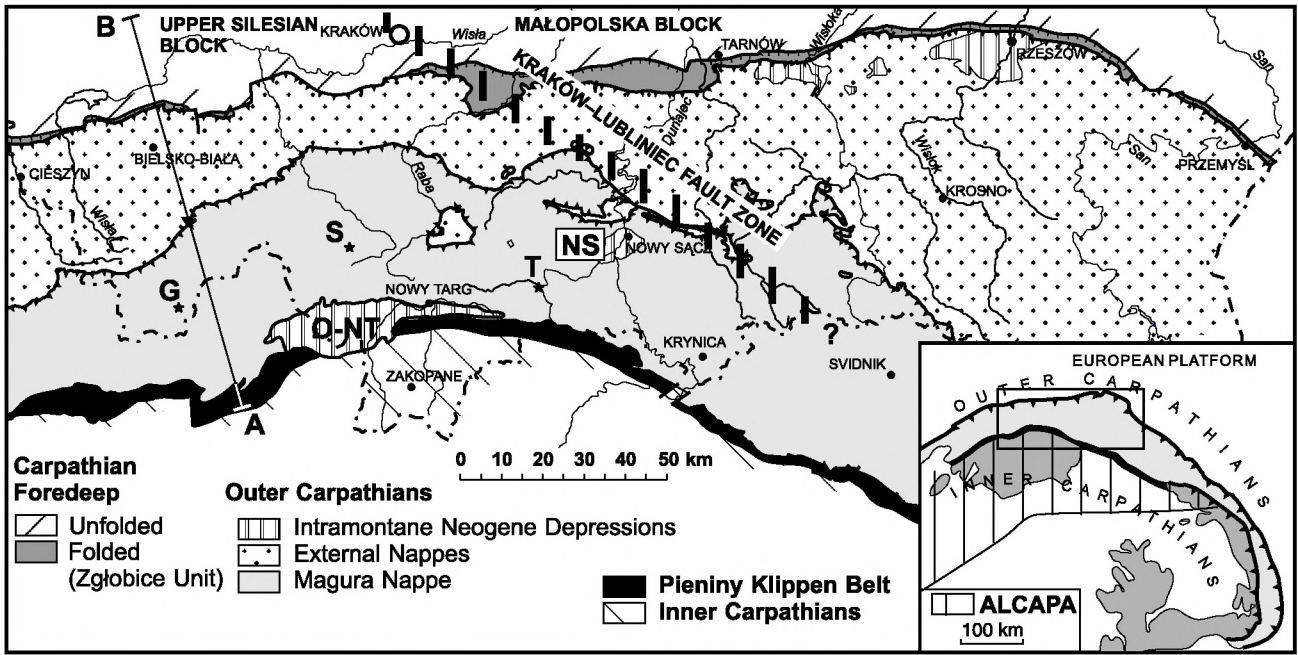 B
UPPER SILESIAN
BLOCK
KRAKÓW
Wisła
MAŁOPOLSKA BLOCK
TARNÓW
Wisłoka
RZESZÓW
San
KRAKÓW–LUBLINIEC FAULT ZONE
Dunajec
BJELSKO-BIAŁA
CIESZYN
Wisła
Raba
Wisłok
San
PRZEMYŚL
KROSNO
S
NS
NOWY SĄCZ
T
G
NOWY TARG
O-NT
KRYNICA
?
SVIDNIK
ZAKOPANE
A
0 10 20 30 40 50 km
Carpathian
Foredeep
Unfolded
Folded
(Zgłobice Unit)
Outer Carpathians
Intramontane Neogene Depressions
External Nappes
Magura Nappe
Pieniny Klippen Belt
Inner Carpathians
EUROPEAN PLATFORM
OUTER CARPATHIANS
INNER CARPATHIANS
ALCAPA
100 km